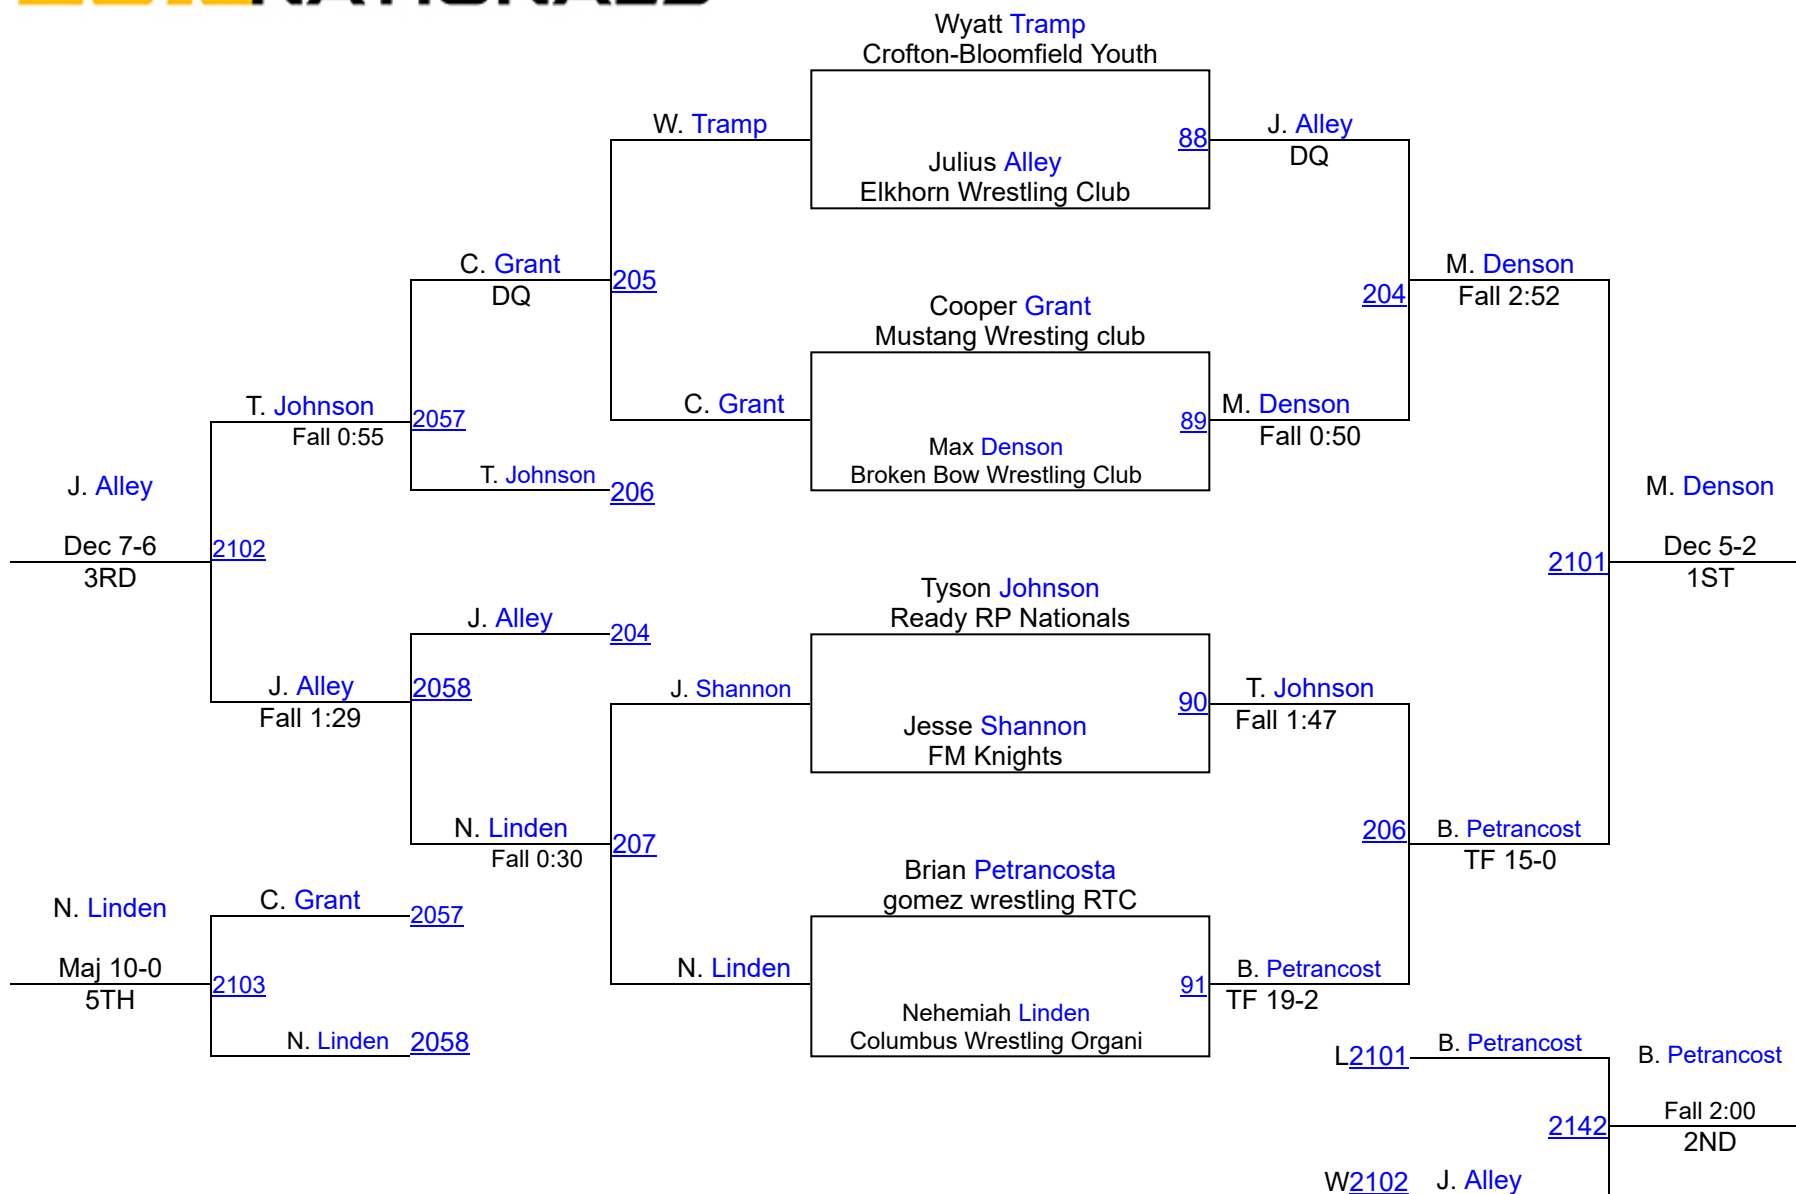 Wyatt Tramp
Crofton-Bloomfield Youth
W. Tramp
88
J. Alley
DQ
Julius Alley
Elkhorn Wrestling Club
C. Grant
DQ
205
204
M. Denson
Fall 2:52
Cooper Grant
Mustang Wresting club
T. Johnson
Fall 0:55
2057
C. Grant
89
M. Denson
Fall 0:50
Max Denson
Broken Bow Wrestling Club
T. Johnson
206
J. Alley
Dec 7-6
3RD
2102
M. Denson
2101
Dec 5-2
1ST
Tyson Johnson
Ready RP Nationals
J. Alley
204
J. Alley
Fall 1:29
2058
J. Shannon
90
T. Johnson
Fall 1:47
Jesse Shannon
FM Knights
N. Linden
Fall 0:30
207
206
B. Petrancost
TF 15-0
Brian Petrancosta
gomez wrestling RTC
N. Linden
C. Grant
2057
Maj 10-0
5TH
2103
N. Linden
91
B. Petrancost
TF 19-2
Nehemiah Linden
Columbus Wrestling Organi
N. Linden
2058
L2101
B. Petrancost
B. Petrancost
2142
Fall 2:00
2ND
W2102
J. Alley